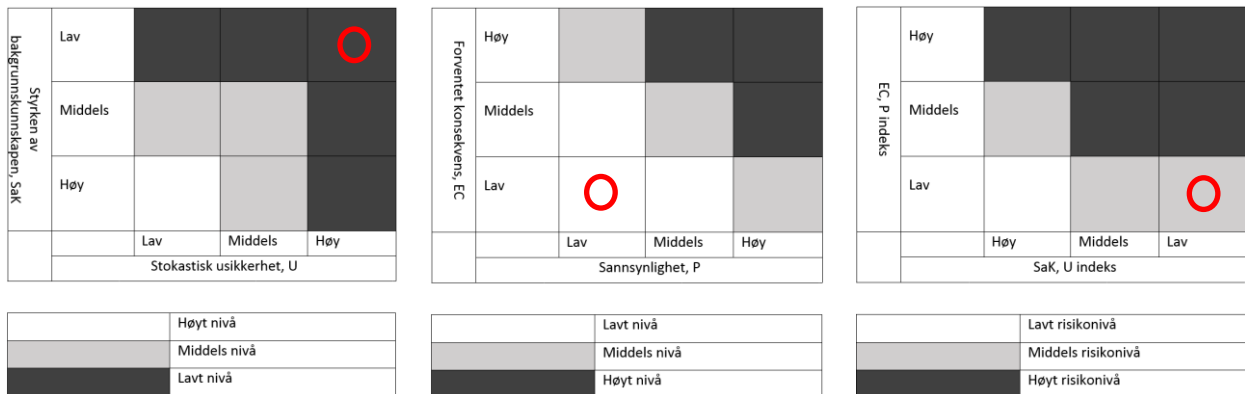 Styrken av
bakgrunnskunnskapen, SaK
Lav
Middels
Høy
Lav
Middels
Høy
Stokastisk usikkerhet, U
Høyt nivå
Middels nivå
Lavt nivå
Forventet konsekvens, EC
Høy
Middels
Lav
Lav
Middels
Høy
Sannsynlighet, P
Lavt nivå
Middels nivå
Høyt nivå
EC, P indeks
Høy
Middels
Lav
Høy
Middels
Lav
SaK, U indeks
Lavt risikonivå
Middels risikonivå
Høyt risikonivå